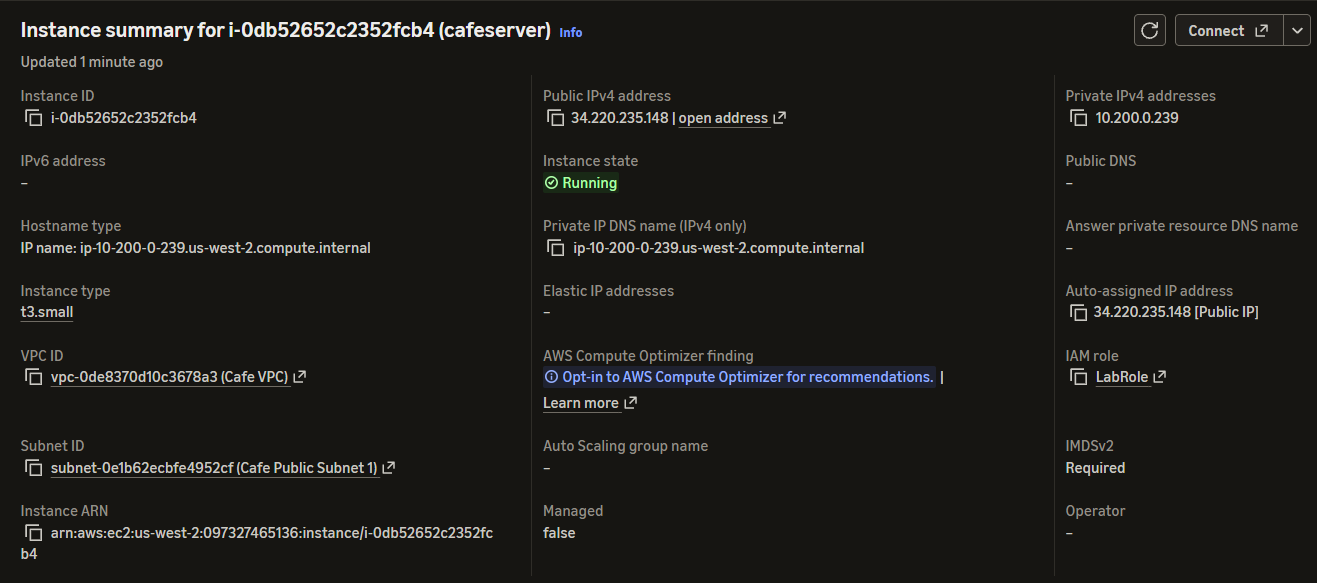 Instance summary for i-0db52652c2352fcb4 (cafeserver) Info
Connect
Updated 1 minute ago
Instance ID
i-0db52652c2352fcb4
Public IPv4 address
34.220.235.148 | open address
Private IPv4 addresses
10.200.0.239
IPv6 address
–
Instance state
Running
Public DNS
–
Hostname type
IP name: ip-10-200-0-239.us-west-2.compute.internal
Private IP DNS name (IPv4 only)
ip-10-200-0-239.us-west-2.compute.internal
Answer private resource DNS name
–
Instance type
t3.small
Elastic IP addresses
–
Auto-assigned IP address
34.220.235.148 [Public IP]
VPC ID
vpc-0de8370d10c3678a3 (Cafe VPC)
AWS Compute Optimizer finding
Opt-in to AWS Compute Optimizer for recommendations. |
Learn more
IAM role
LabRole
Subnet ID
subnet-0e1b62ecbfe4952cf (Cafe Public Subnet 1)
Auto Scaling group name
–
IMDSv2
Required
Instance ARN
arn:aws:ec2:us-west-2:097327465136:instance/i-0db52652c2352fc
b4
Managed
false
Operator
–